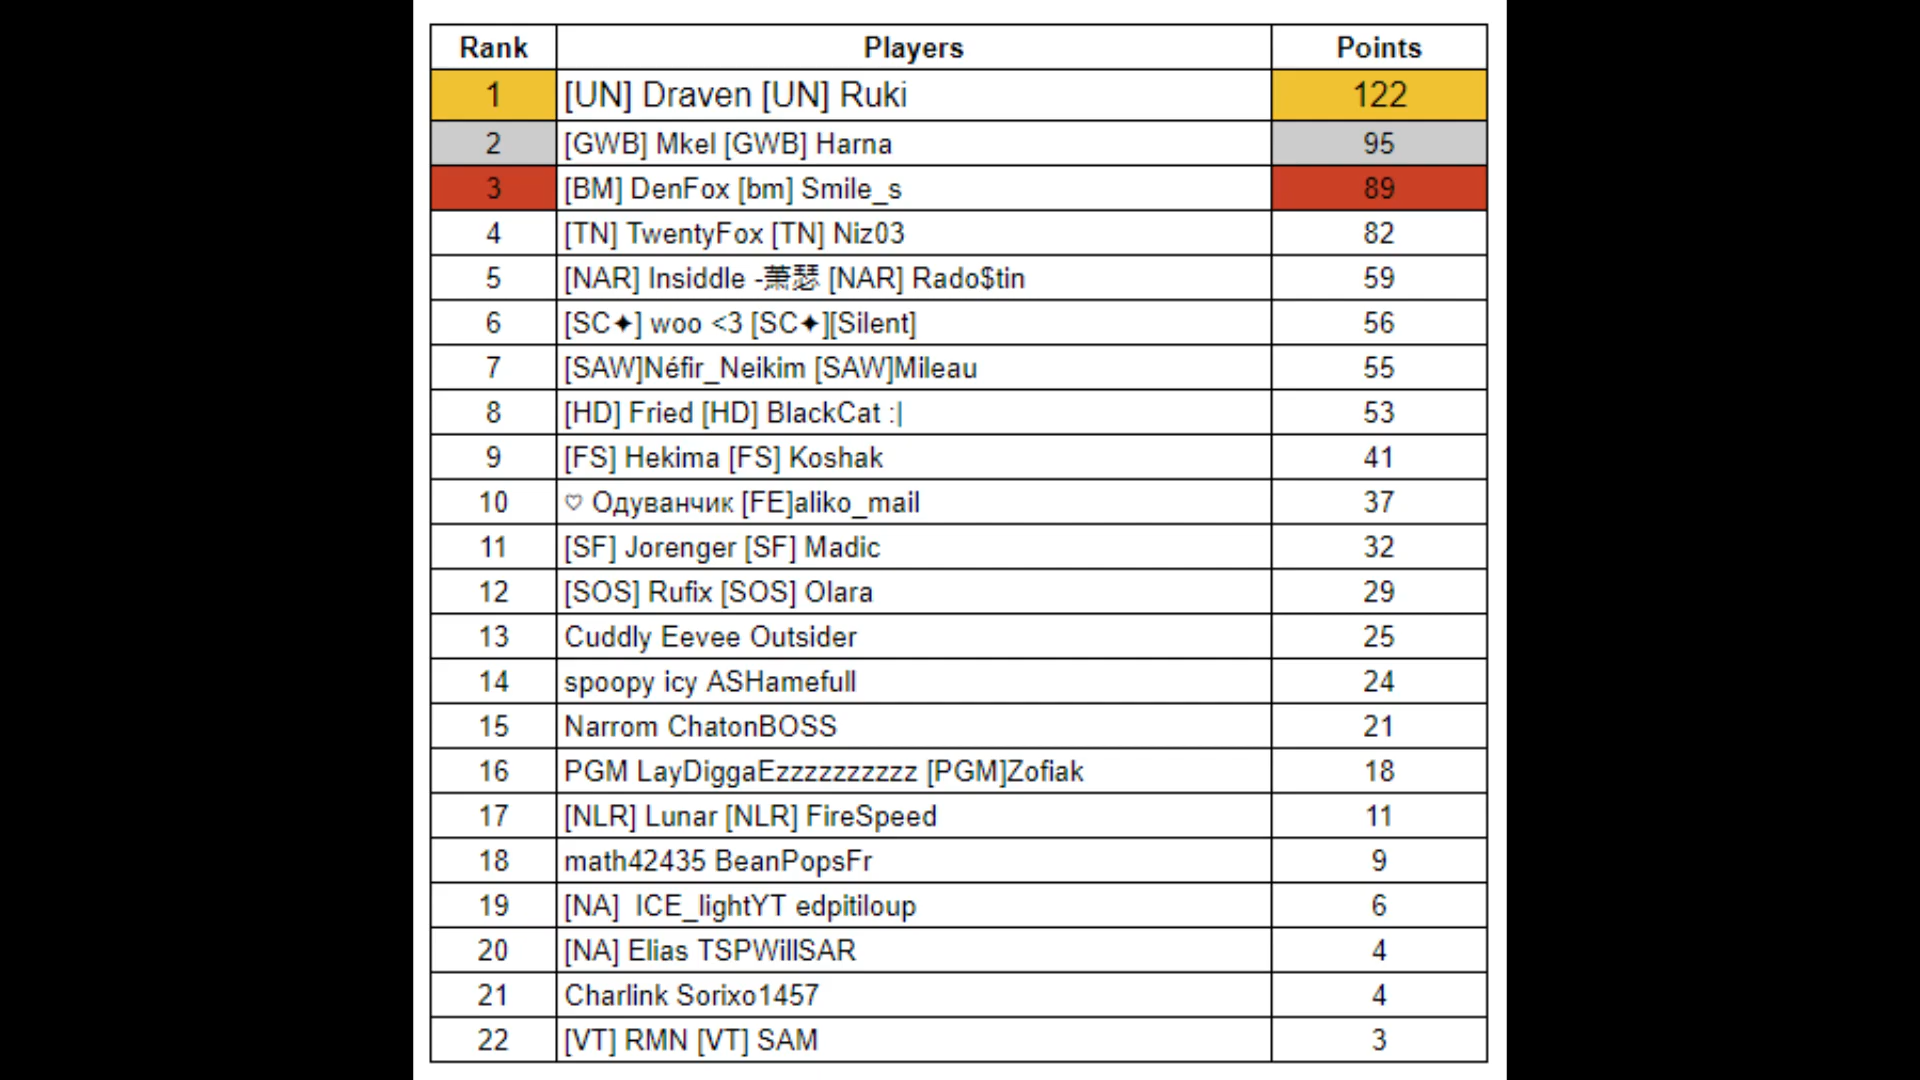 Rank Players Points
1 [UN] Draven [UN] Ruki 122
2 [GWB] Mkel [GWB] Harna 95
3 [BM] DenFox [bm] Smile_s 89
4 [TN] TwentyFox [TN] Niz03 82
5 [NAR] Insiddle -萧瑟 [NAR] Rado$tin 59
6 [SC✦] woo <3 [SC✦][Silent] 56
7 [SAW]Néfir_Neikim [SAW]Mileau 55
8 [HD] Fried [HD] BlackCat :| 53
9 [FS] Hekima [FS] Koshak 41
10 ♡ Одуванчик [FE]aliko_mail 37
11 [SF] Jorenger [SF] Madic 32
12 [SOS] Rufix [SOS] Olara 29
13 Cuddly Eevee Outsider 25
14 spoopy icy ASHamefull 24
15 Narrom ChatonBOSS 21
16 PGM LayDiggaEzzzzzzzzzz [PGM]Zofiak 18
17 [NLR] Lunar [NLR] FireSpeed 11
18 math42435 BeanPopsFr 9
19 [NA]  ICE_lightYT edpitiloup 6
20 [NA] Elias TSPWillSAR 4
21 Charlink Sorixo1457 4
22 [VT] RMN [VT] SAM 3